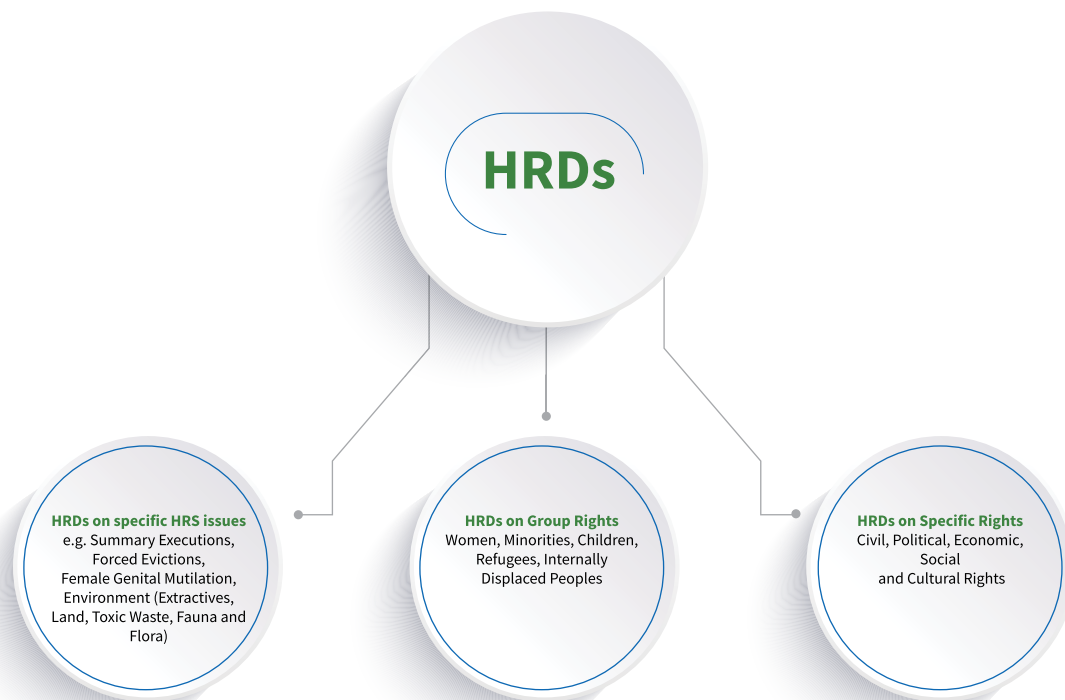 HRDs
HRDs on specific HRS issues
e.g. Summary Executions,
Forced Evictions,
Female Genital Mutilation,
Environment (Extractives,
Land, Toxic Waste, Fauna and
Flora)
HRDs on Group Rights
Women, Minorities, Children,
Refugees, Internally
Displaced Peoples
HRDs on Specific Rights
Civil, Political, Economic,
Social
and Cultural Rights